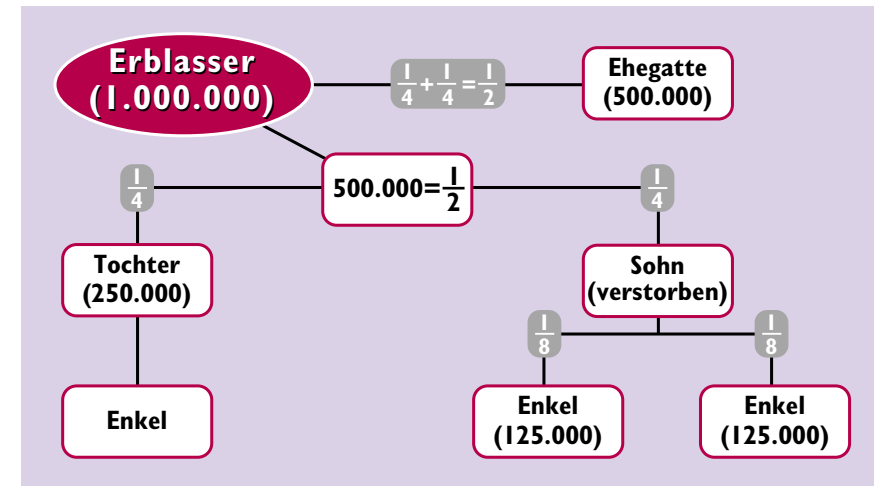 Erblasser
(1.000.000)
1/4 + 1/4 = 1/2
Ehegatte
(500.000)
500.000=1/2
1/4
1/4
Tochter
(250.000)
Sohn
(verstorben)
1/8
1/8
Enkel
Enkel
(125.000)
Enkel
(125.000)